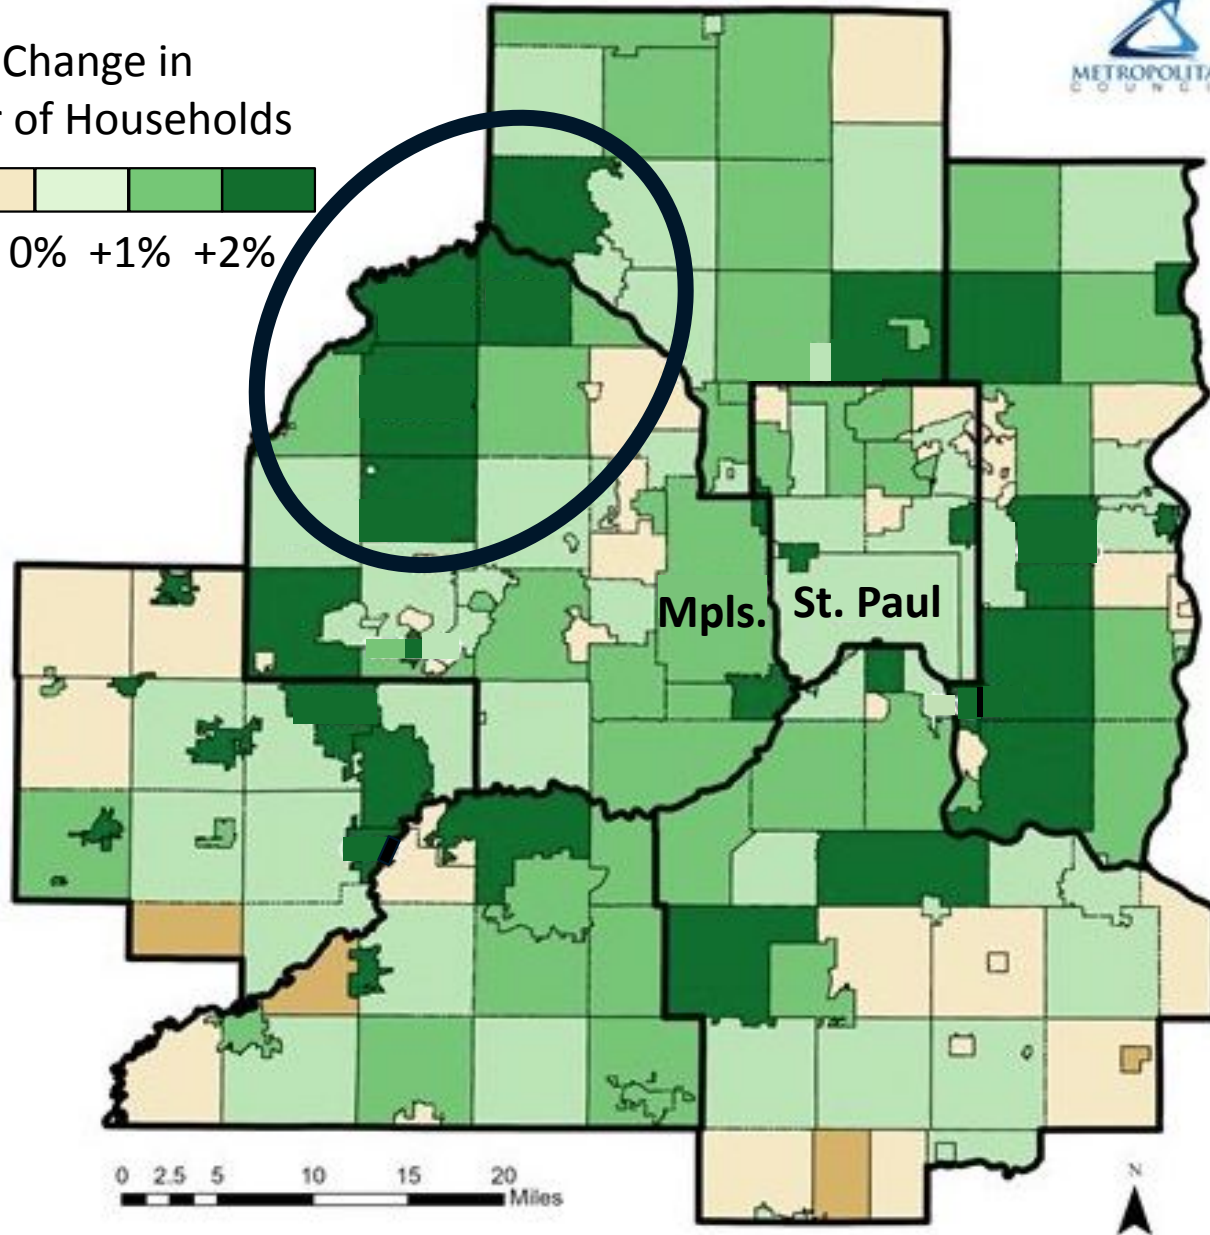 Change in
of Households
0% +1% +2%
METROPOLITA
COUNC
Mpls.
St. Paul
0 2.5 5 10 15 20
Miles
N